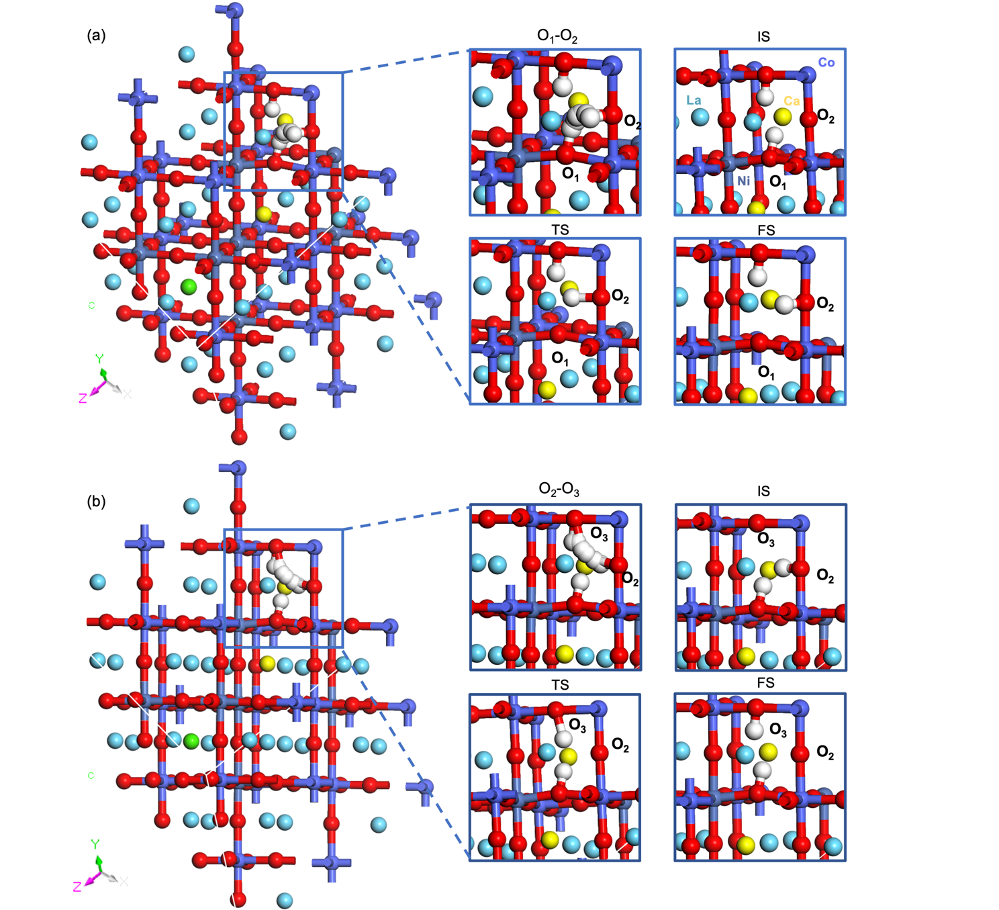 (a)
O₁-O₂
IS
Co
La
Ca
O₂
O₂
Ni
O₁
O₁
TS
FS
O₂
O₂
O₁
O₁
c
Y
Z
X
(b)
O₂-O₃
IS
O₃
O₃
O₂
O₂
TS
FS
O₃
O₃
O₂
O₂
c
Y
Z
X